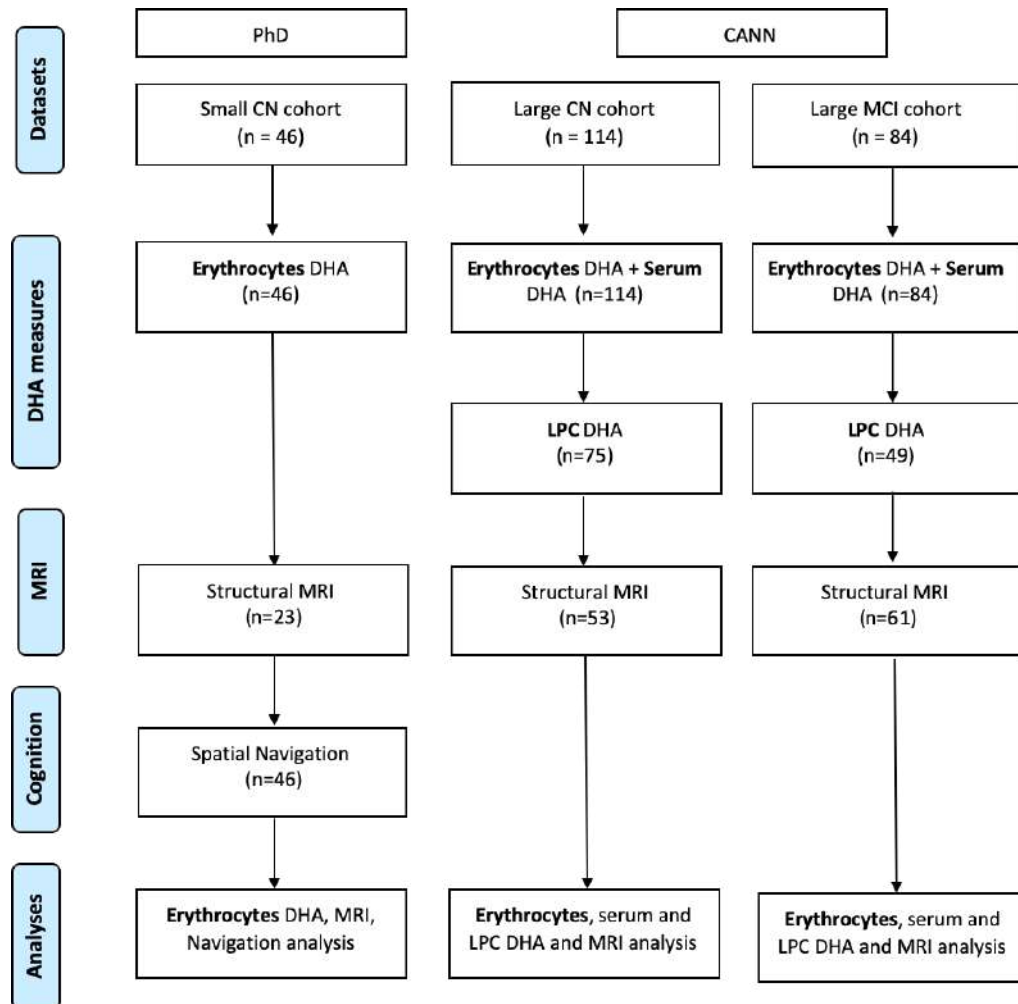 PhD
CANN
Datasets
Small CN cohort
(n = 46)
Large CN cohort
(n = 114)
Large MCI cohort
(n = 84)
DHA measures
Erythrocytes DHA
(n=46)
Erythrocytes DHA + Serum
DHA (n=114)
Erythrocytes DHA + Serum
DHA (n=84)
LPC DHA
(n=75)
LPC DHA
(n=49)
MRI
Structural MRI
(n=23)
Structural MRI
(n=53)
Structural MRI
(n=61)
Cognition
Spatial Navigation
(n=46)
Analyses
Erythrocytes DHA, MRI,
Navigation analysis
Erythrocytes, serum and
LPC DHA and MRI analysis
Erythrocytes, serum and
LPC DHA and MRI analysis